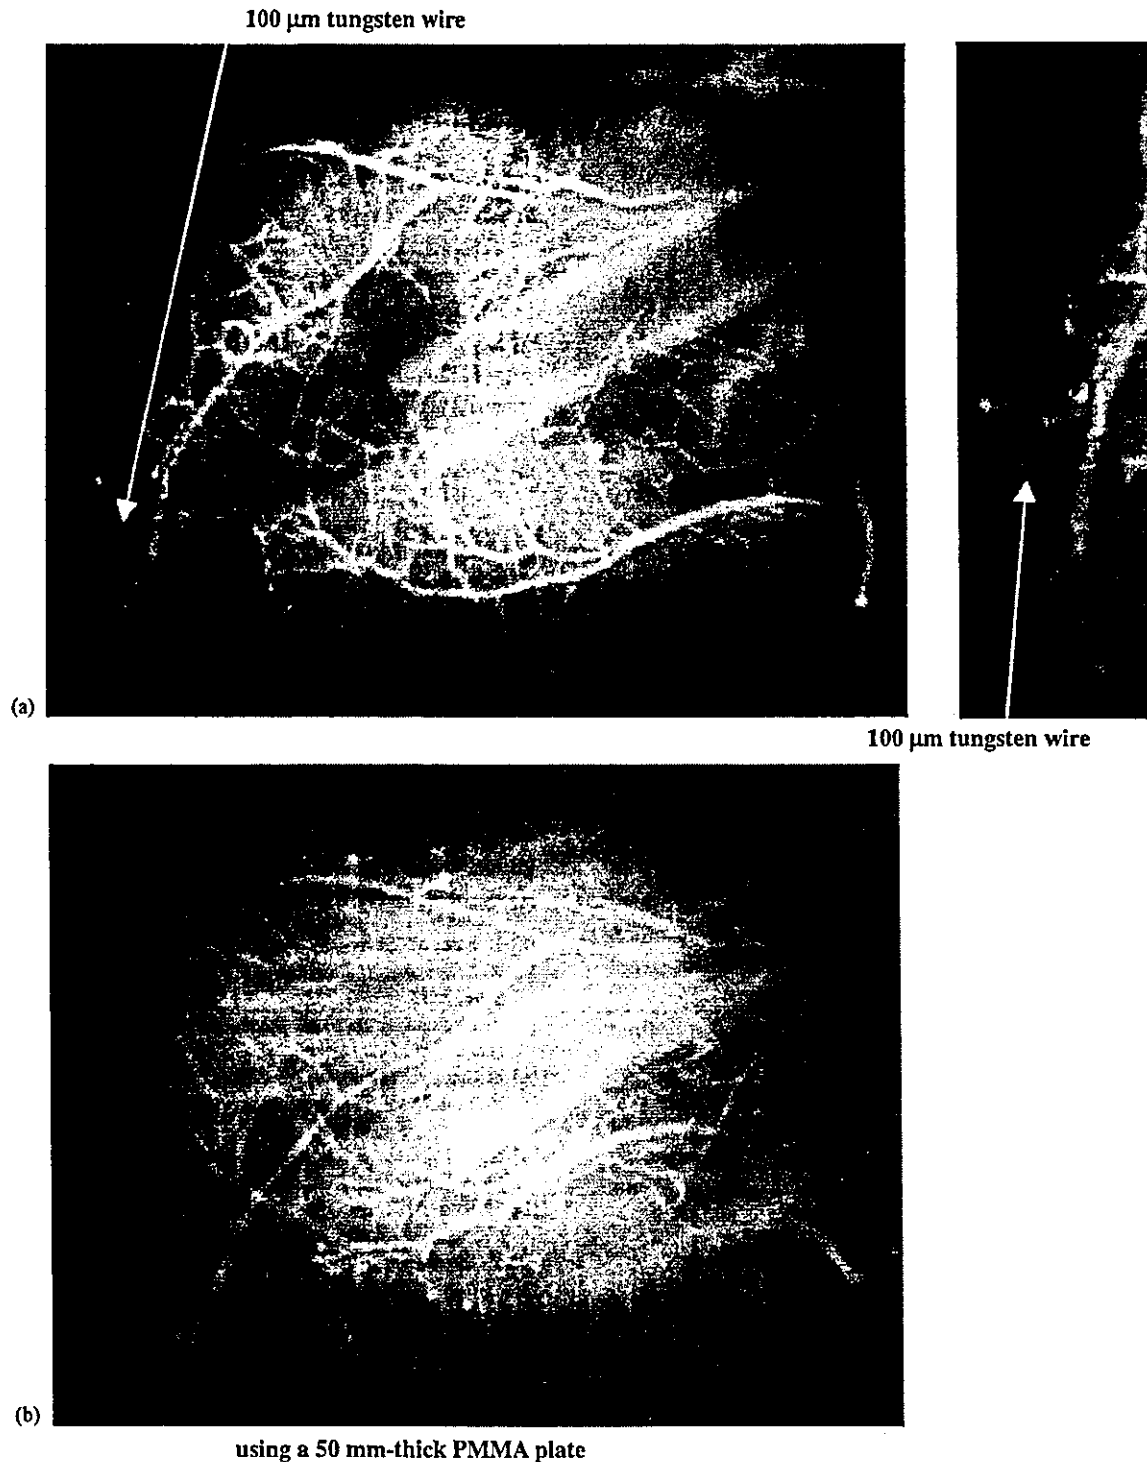 100 μm tungsten wire
(a)
100 μm tungsten wire
(b)
using a 50 mm-thick PMMA plate